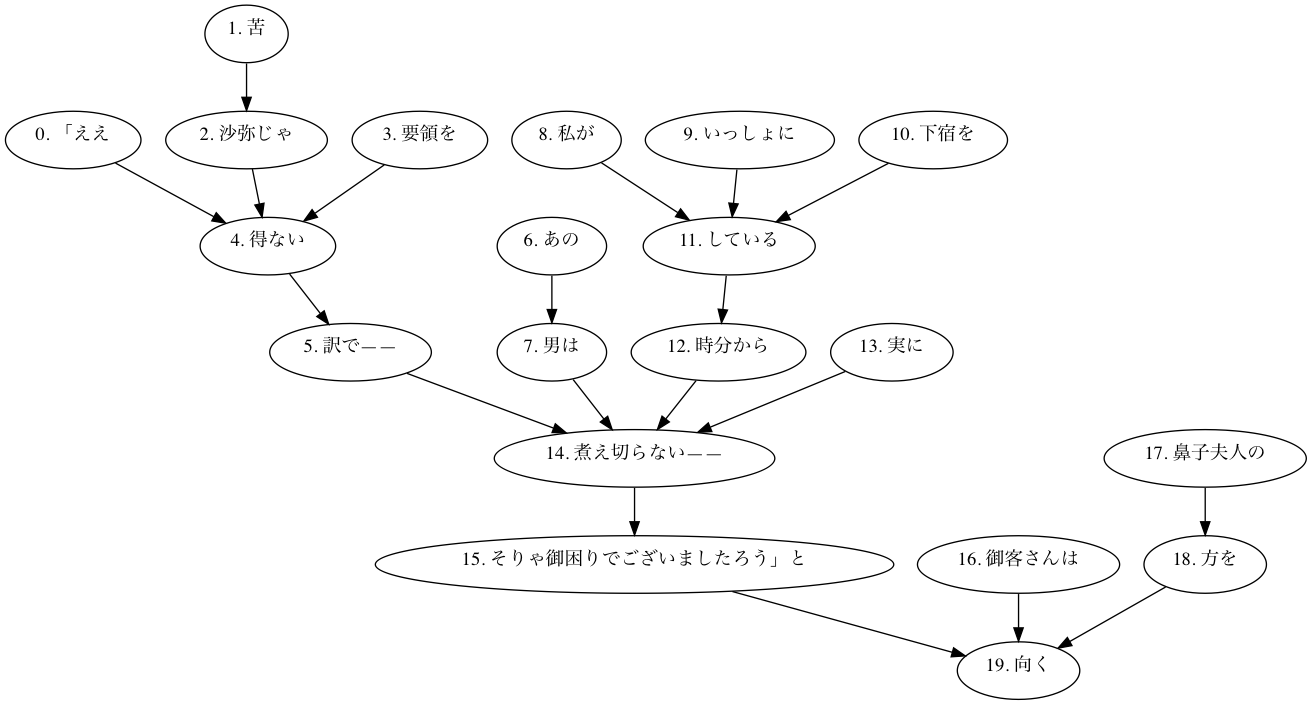 1. 苦
0. 「ええ
2. 沙弥じゃ
3. 要領を
8. 私が
9. いっしょに
10. 下宿を
4. 得ない
6. あの
11. している
5. 訳で――
7. 男は
12. 時分から
13. 実に
14. 煮え切らない――
17. 鼻子夫人の
15. そりゃ御困りでございましたろう」と
16. 御客さんは
18. 方を
19. 向く